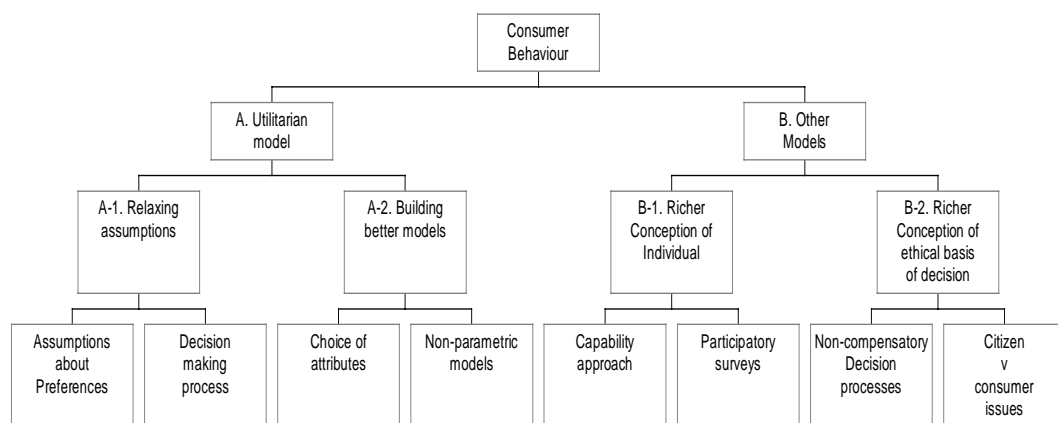 Consumer
Behaviour
A. Utilitarian
model
B. Other
Models
A-1. Relaxing
assumptions
A-2. Building
better models
B-1. Richer
Conception of
Individual
B-2. Richer
Conception of
ethical basis
of decision
Assumptions
about
Preferences
Decision
making
process
Choice of
attributes
Non-parametric
models
Capability
approach
Participatory
surveys
Non-compensatory
Decision
processes
Citizen
v
consumer
issues